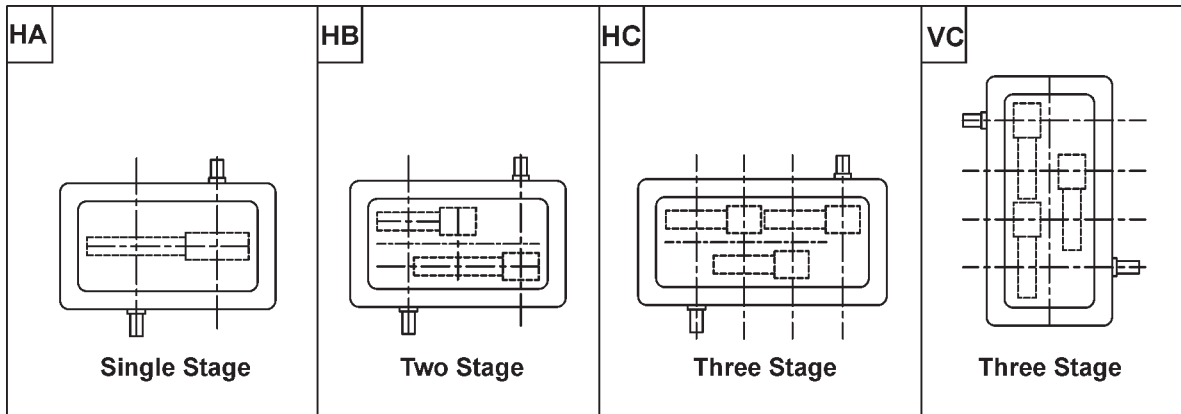 HA
HB
HC
VC
Single Stage
Two Stage
Three Stage
Three Stage